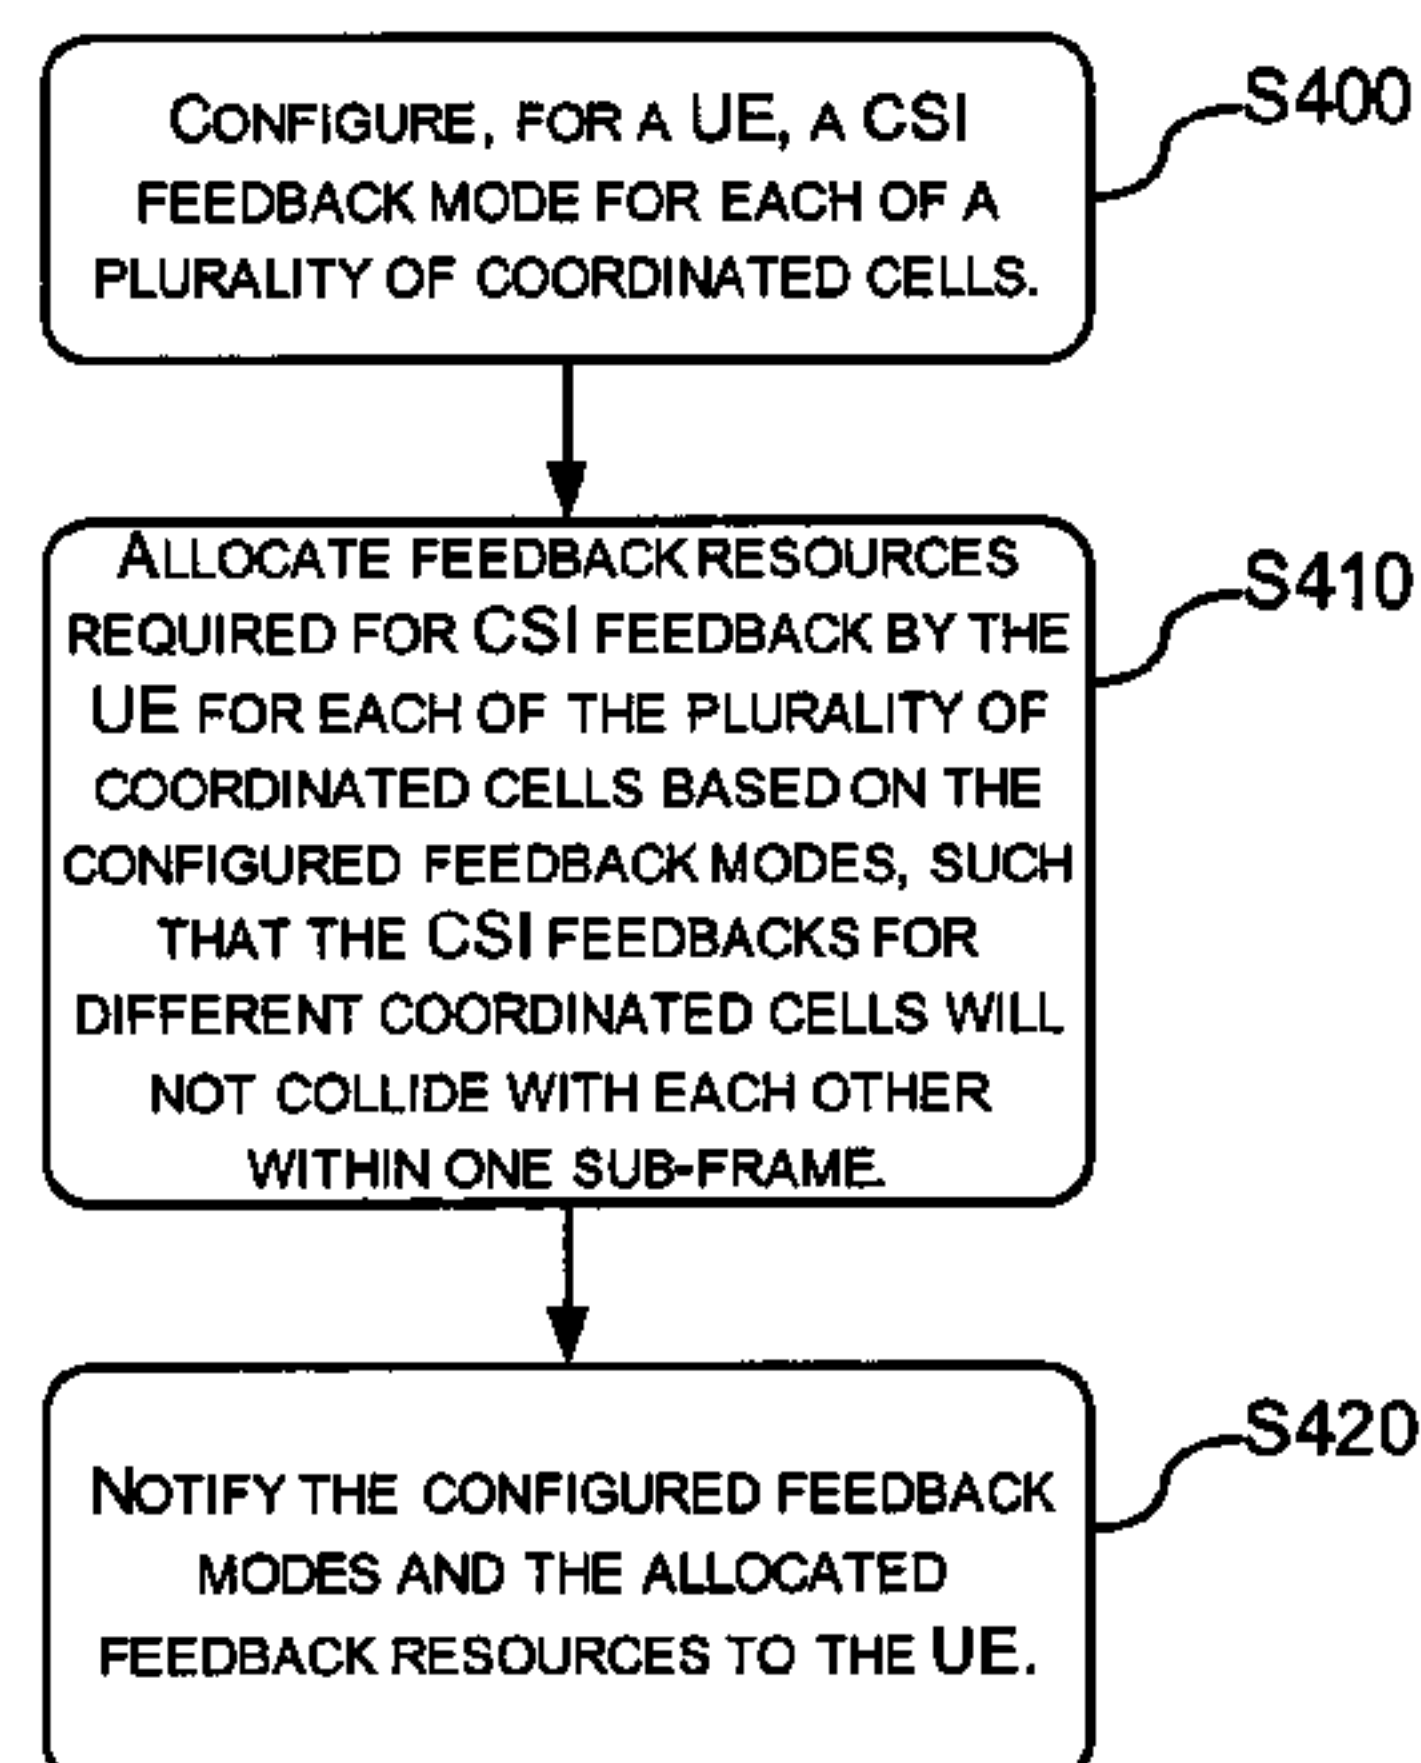 CONFIGURE, FOR A UE, A CSI
FEEDBACK MODE FOR EACH OF A
PLURALITY OF COORDINATED CELLS.
S400
ALLOCATE FEEDBACK RESOURCES
REQUIRED FOR CSI FEEDBACK BY THE
UE FOR EACH OF THE PLURALITY OF
COORDINATED CELLS BASED ON THE
CONFIGURED FEEDBACK MODES, SUCH
THAT THE CSI FEEDBACKS FOR
DIFFERENT COORDINATED CELLS WILL
NOT COLLIDE WITH EACH OTHER
WITHIN ONE SUB-FRAME.
S410
NOTIFY THE CONFIGURED FEEDBACK
MODES AND THE ALLOCATED
FEEDBACK RESOURCES TO THE UE.
S420